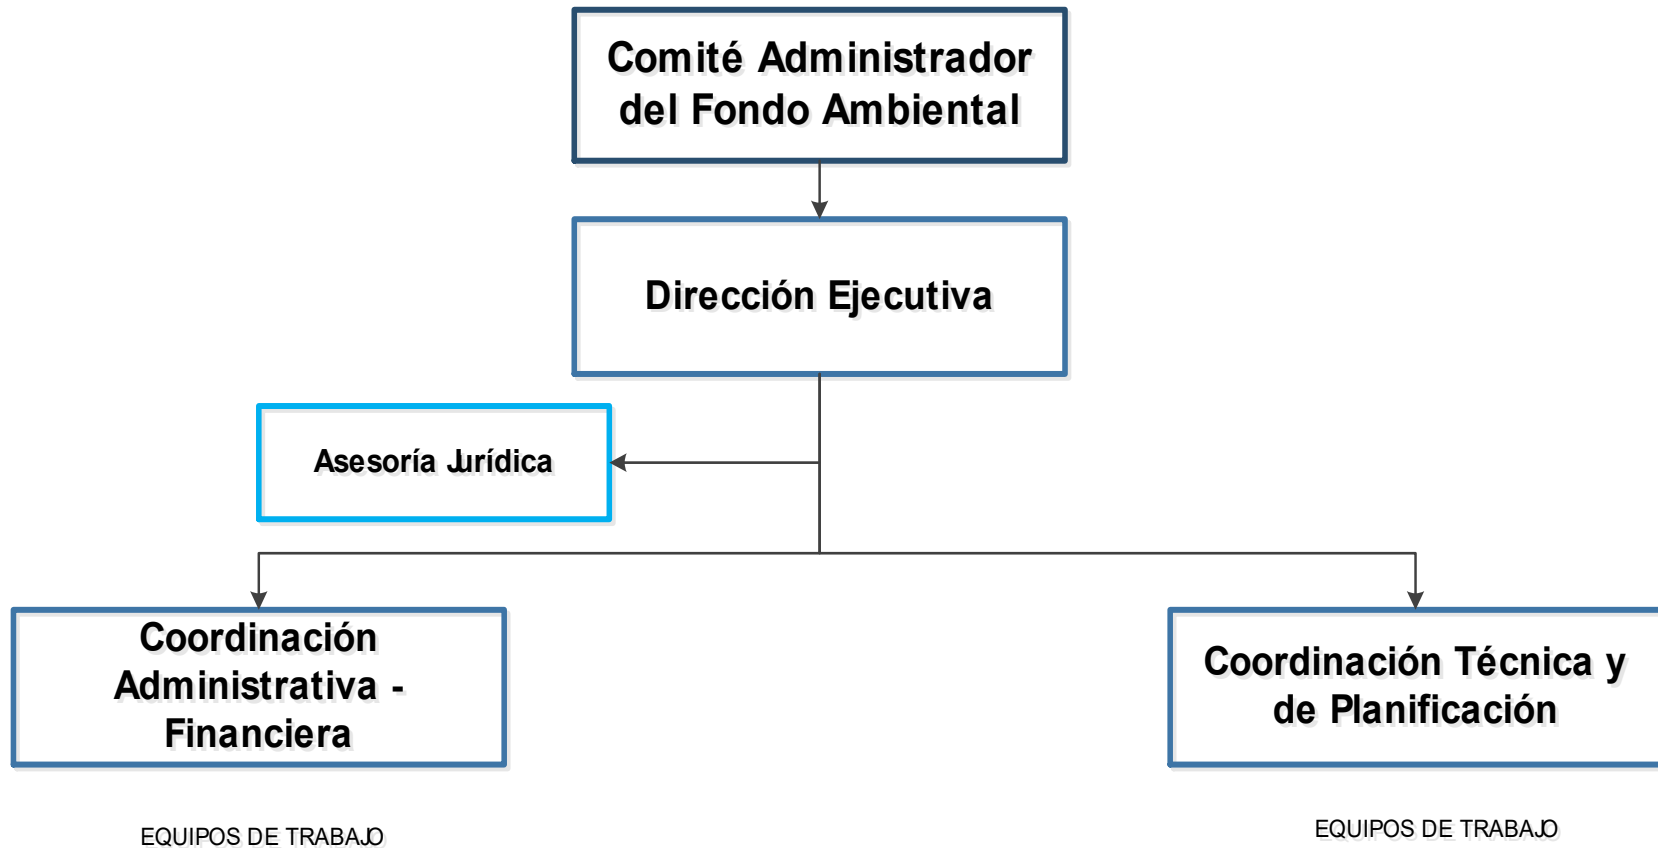 Comité Administrador
del Fondo Ambiental
Dirección Ejecutiva
Asesoría Jurídica
Coordinación
Administrativa -
Financiera
Coordinación Técnica y
de Planificación
EQUIPOS DE TRABAJO
EQUIPOS DE TRABAJO